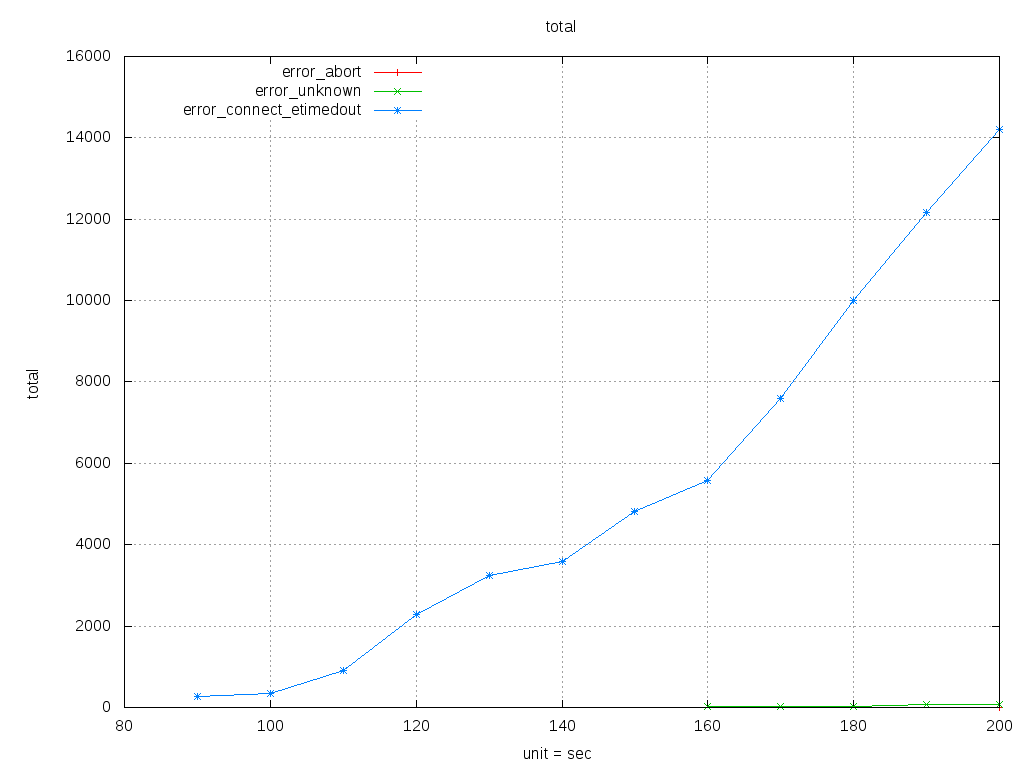 total
16000
14000
12000
10000
8000
6000
4000
2000
0
total
error_abort
error_unknown
error_connect_etimedout
80 100 120 140 160 180 200
unit = sec